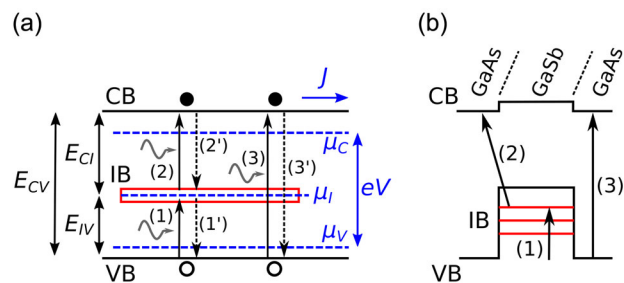 (a)
(b)
GaAs
GaSb
GaAs
CB
J
E_CI
(2)
(2')
(3)
(3')
μ_C
E_CV
IB
μ_I
eV
E_IV
(1)
(1')
μ_V
VB
CB
(2)
(3)
IB
(1)
VB